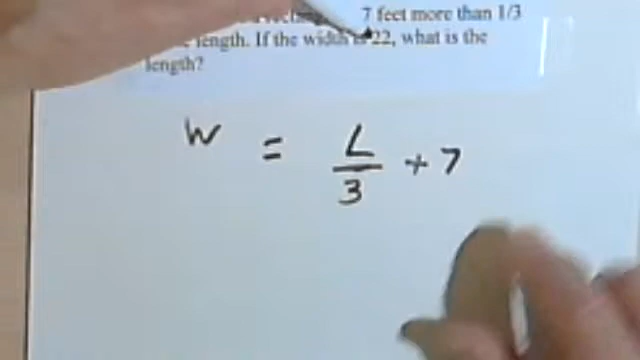 7 feet more than 1/3
length. If the width is 22, what is the
length?
W = L/3 + 7